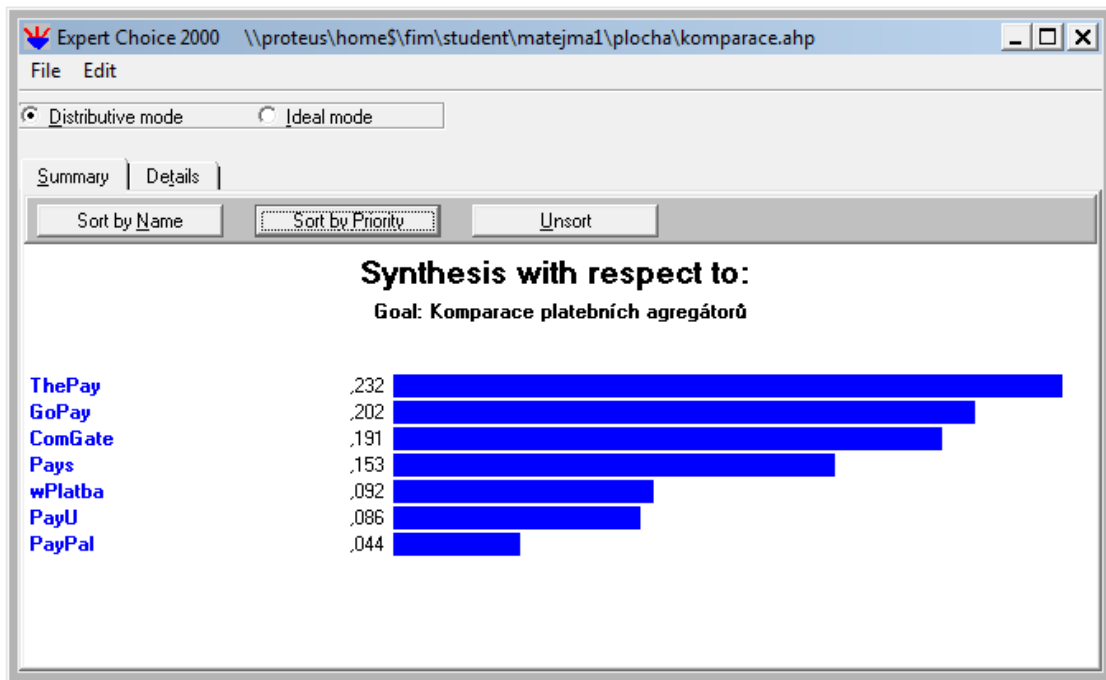 Expert Choice 2000 \\proteus\home$\fim\student\matejma1\plocha\komparace.ahp
File Edit
Distributive mode Ideal mode
Summary Details
Sort by Name Sort by Priority Unsort
Synthesis with respect to:
Goal: Komparace platebních agregátorů
ThePay ,232
GoPay ,202
ComGate ,191
Pays ,153
wPlatba ,092
PayU ,086
PayPal ,044